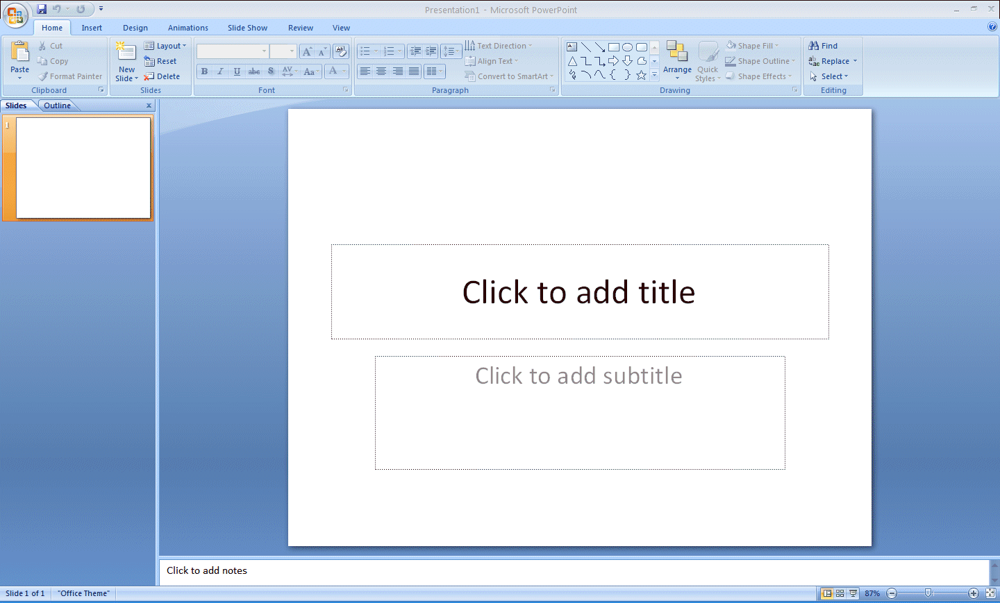 Presentation1 - Microsoft PowerPoint
Home Insert Design Animations Slide Show Review View
Paste
Cut
Copy
Format Painter
Clipboard
New Slide
Layout
Reset
Delete
Slides
B I U abc S AV Aa A
Font
Text Direction
Align Text
Convert to SmartArt
Paragraph
Arrange
Quick Styles
Shape Fill
Shape Outline
Shape Effects
Drawing
Find
Replace
Select
Editing
Slides Outline x
1
Click to add title
Click to add subtitle
Click to add notes
Slide 1 of 1 "Office Theme" 87%